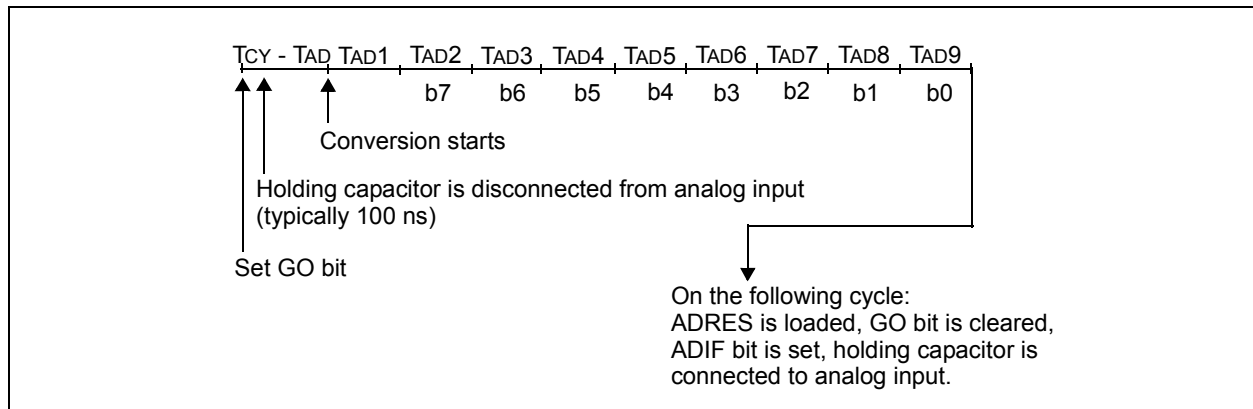 TCY - TAD TAD1 TAD2 TAD3 TAD4 TAD5 TAD6 TAD7 TAD8 TAD9
b7 b6 b5 b4 b3 b2 b1 b0
Conversion starts
Holding capacitor is disconnected from analog input
(typically 100 ns)
Set GO bit
On the following cycle:
ADRES is loaded, GO bit is cleared,
ADIF bit is set, holding capacitor is
connected to analog input.